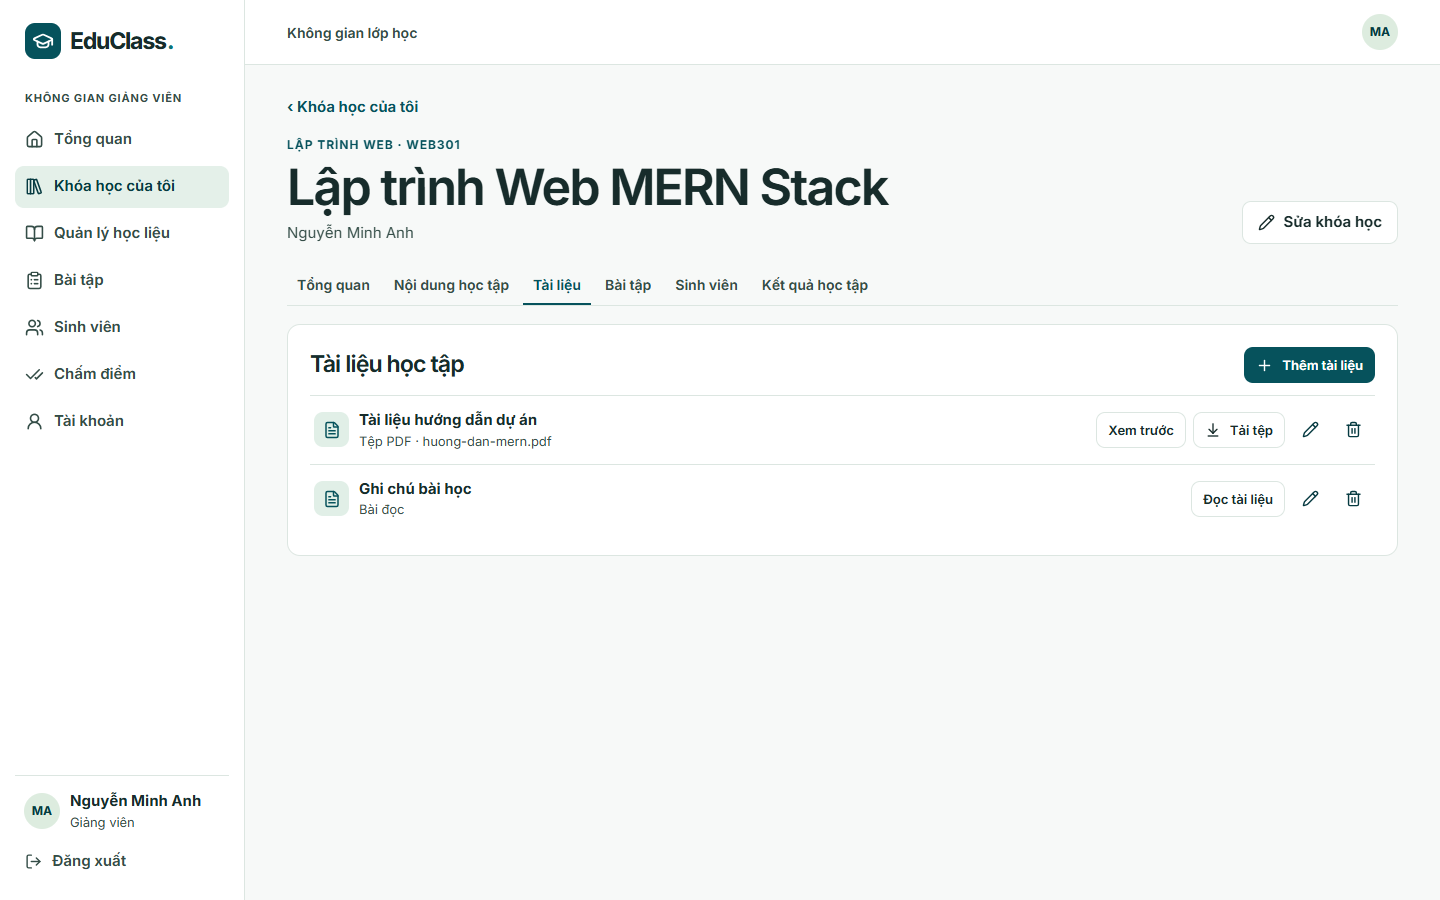 EduClass.
KHÔNG GIAN GIẢNG VIÊN
Tổng quan
Khóa học của tôi
Quản lý học liệu
Bài tập
Sinh viên
Chấm điểm
Tài khoản
MA
Nguyễn Minh Anh
Giảng viên
Đăng xuất
Không gian lớp học
MA
‹ Khóa học của tôi
LẬP TRÌNH WEB · WEB301
Lập trình Web MERN Stack
Nguyễn Minh Anh
Sửa khóa học
Tổng quan Nội dung học tập Tài liệu Bài tập Sinh viên Kết quả học tập
Tài liệu học tập
Thêm tài liệu
Tài liệu hướng dẫn dự án
Tệp PDF · huong-dan-mern.pdf
Xem trước Tải tệp
Ghi chú bài học
Bài đọc
Đọc tài liệu